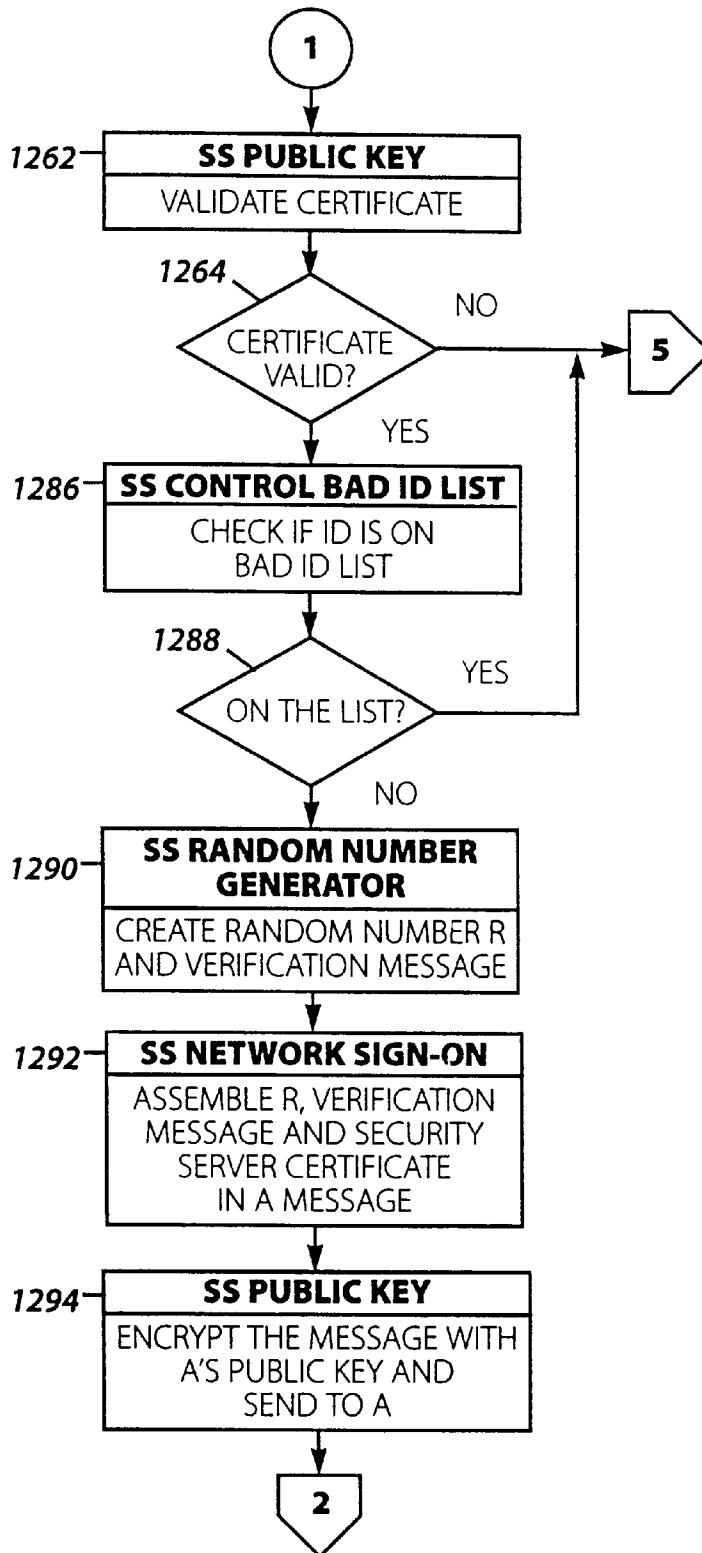 1
1262
SS PUBLIC KEY
VALIDATE CERTIFICATE
1264
NO
CERTIFICATE
VALID?
5
YES
1286
SS CONTROL BAD ID LIST
CHECK IF ID IS ON
BAD ID LIST
1288
YES
ON THE LIST?
NO
1290
SS RANDOM NUMBER
GENERATOR
CREATE RANDOM NUMBER R
AND VERIFICATION MESSAGE
1292
SS NETWORK SIGN-ON
ASSEMBLE R, VERIFICATION
MESSAGE AND SECURITY
SERVER CERTIFICATE
IN A MESSAGE
1294
SS PUBLIC KEY
ENCRYPT THE MESSAGE WITH
A'S PUBLIC KEY AND
SEND TO A
2